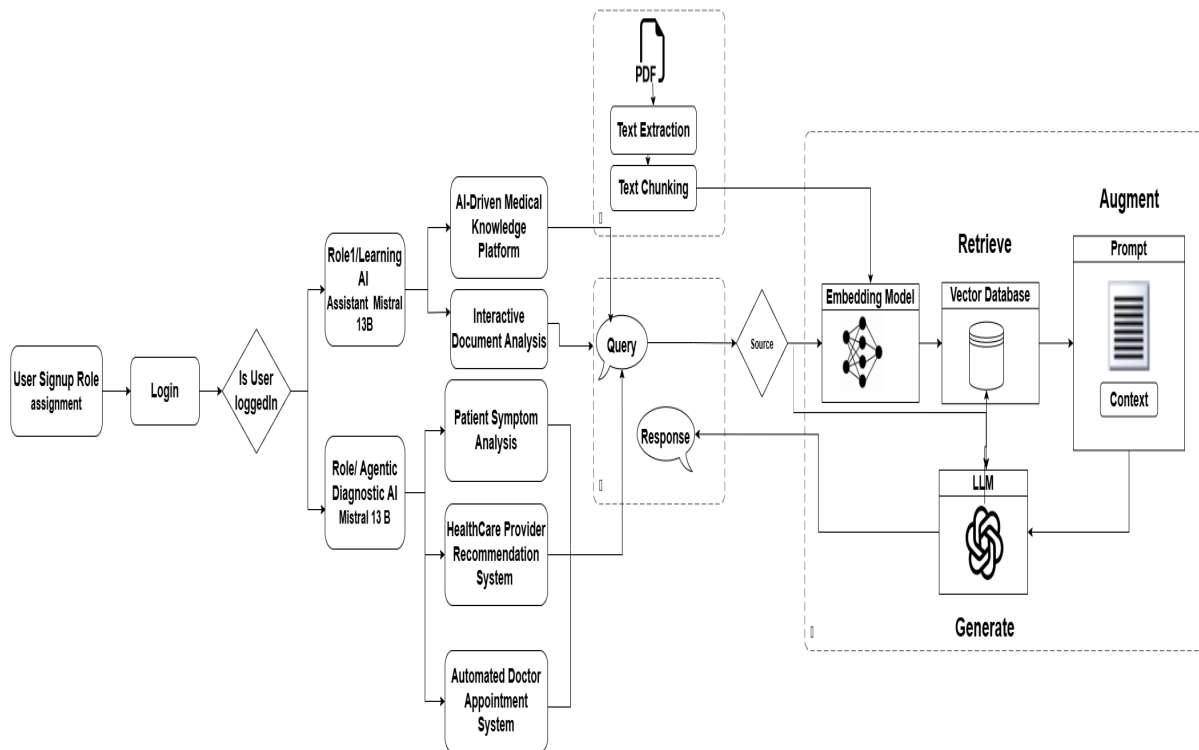 User Signup Role
assignment
Login
Is User
loggedIn
Role1/Learning
AI
Assistant Mistral
13B
Role/ Agentic
Diagnostic AI
Mistral 13 B
AI-Driven Medical
Knowledge
Platform
Interactive
Document Analysis
Patient Symptom
Analysis
HealthCare Provider
Recommendation
System
Automated Doctor
Appointment
System
PDF
Text Extraction
Text Chunking
Query
Response
Source
Embedding Model
Retrieve
Vector Database
Augment
Prompt
Context
LLM
Generate